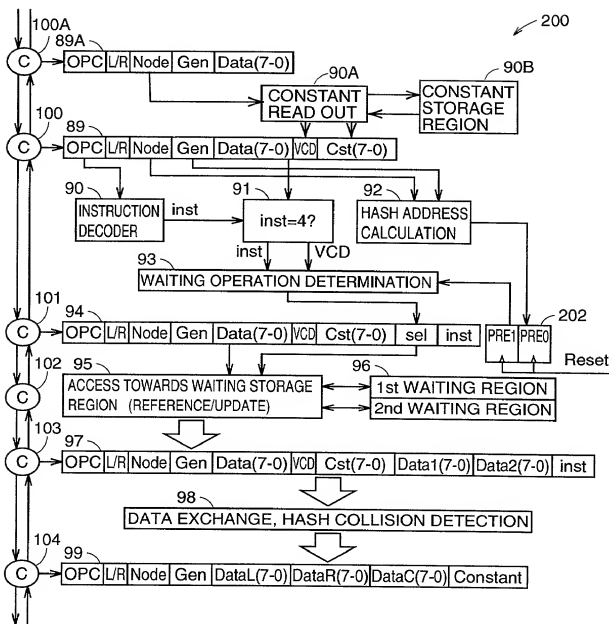 200
100A
89A
C
OPC L/R Node Gen Data(7-0)
90A
90B
CONSTANT
READ OUT
CONSTANT
STORAGE
REGION
100
89
C
OPC L/R Node Gen Data(7-0) VCD Cst(7-0)
90
91
92
INSTRUCTION
DECODER
inst
inst=4?
HASH ADDRESS
CALCULATION
inst
VCD
93
WAITING OPERATION DETERMINATION
101
94
202
C
OPC L/R Node Gen Data(7-0) VCD Cst(7-0) sel inst
PRE1 PRE0
Reset
102
95
96
C
ACCESS TOWARDS WAITING STORAGE
REGION (REFERENCE/UPDATE)
1st WAITING REGION
2nd WAITING REGION
103
97
C
OPC L/R Node Gen Data(7-0) VCD Cst(7-0) Data1(7-0) Data2(7-0) inst
98
DATA EXCHANGE, HASH COLLISION DETECTION
104
99
C
OPC L/R Node Gen DataL(7-0) DataR(7-0) DataC(7-0) Constant